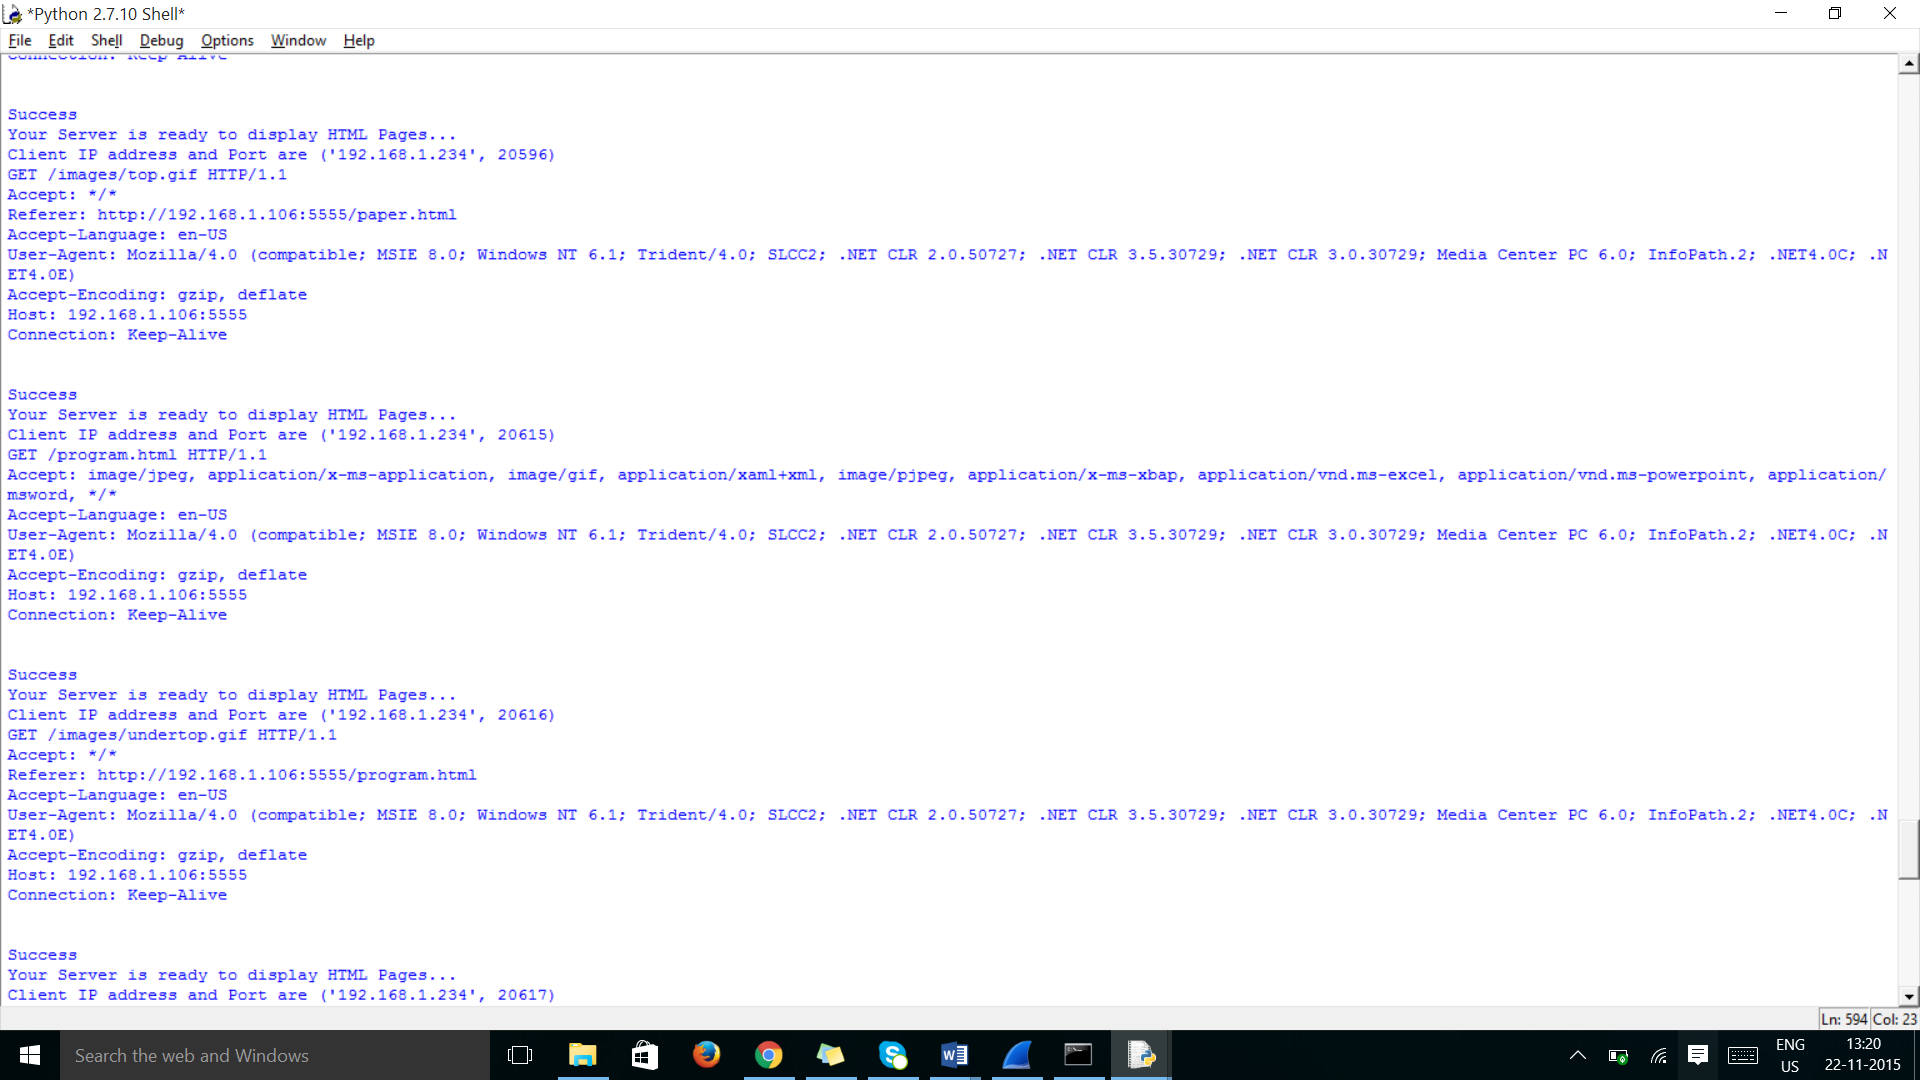 *Python 2.7.10 Shell*
File Edit Shell Debug Options Window Help
Connection: Keep-Alive
Success
Your Server is ready to display HTML Pages...
Client IP address and Port are ('192.168.1.234', 20596)
GET /images/top.gif HTTP/1.1
Accept: */*
Referer: http://192.168.1.106:5555/paper.html
Accept-Language: en-US
User-Agent: Mozilla/4.0 (compatible; MSIE 8.0; Windows NT 6.1; Trident/4.0; SLCC2; .NET CLR 2.0.50727; .NET CLR 3.5.30729; .NET CLR 3.0.30729; Media Center PC 6.0; InfoPath.2; .NET4.0C; .N
ET4.0E)
Accept-Encoding: gzip, deflate
Host: 192.168.1.106:5555
Connection: Keep-Alive
Success
Your Server is ready to display HTML Pages...
Client IP address and Port are ('192.168.1.234', 20615)
GET /program.html HTTP/1.1
Accept: image/jpeg, application/x-ms-application, image/gif, application/xaml+xml, image/pjpeg, application/x-ms-xbap, application/vnd.ms-excel, application/vnd.ms-powerpoint, application/
msword, */*
Accept-Language: en-US
User-Agent: Mozilla/4.0 (compatible; MSIE 8.0; Windows NT 6.1; Trident/4.0; SLCC2; .NET CLR 2.0.50727; .NET CLR 3.5.30729; .NET CLR 3.0.30729; Media Center PC 6.0; InfoPath.2; .NET4.0C; .N
ET4.0E)
Accept-Encoding: gzip, deflate
Host: 192.168.1.106:5555
Connection: Keep-Alive
Success
Your Server is ready to display HTML Pages...
Client IP address and Port are ('192.168.1.234', 20616)
GET /images/undertop.gif HTTP/1.1
Accept: */*
Referer: http://192.168.1.106:5555/program.html
Accept-Language: en-US
User-Agent: Mozilla/4.0 (compatible; MSIE 8.0; Windows NT 6.1; Trident/4.0; SLCC2; .NET CLR 2.0.50727; .NET CLR 3.5.30729; .NET CLR 3.0.30729; Media Center PC 6.0; InfoPath.2; .NET4.0C; .N
ET4.0E)
Accept-Encoding: gzip, deflate
Host: 192.168.1.106:5555
Connection: Keep-Alive
Success
Your Server is ready to display HTML Pages...
Client IP address and Port are ('192.168.1.234', 20617)
Ln: 594 Col: 23
Search the web and Windows
ENG
US
13:20
22-11-2015